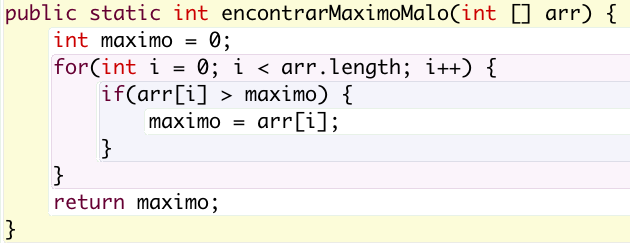 public static int encontrarMaximoMalo(int [] arr) {
    int maximo = 0;
    for(int i = 0; i < arr.length; i++) {
        if(arr[i] > maximo) {
            maximo = arr[i];
        }
    }
    return maximo;
}